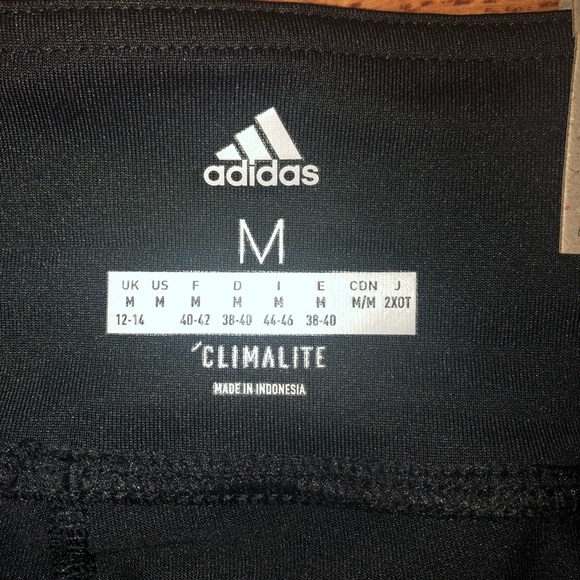 adidas
M
UK US F D I E CDN J
M M M M M M M/M 2XOT
12-14 40-42 38-40 44-46 38-40
CLIMALITE
MADE IN INDONESIA